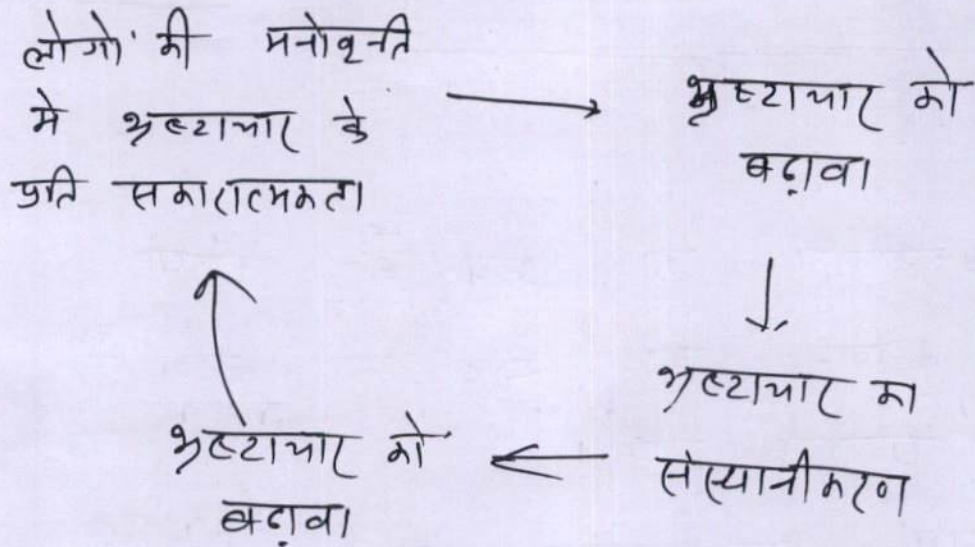 लोगों की मनोवृत्ति
में भ्रष्टाचार के
प्रति सकारात्मकता
भ्रष्टाचार को
बढ़ावा
भ्रष्टाचार का
संस्थानीकरण
भ्रष्टाचार को
बढ़ावा